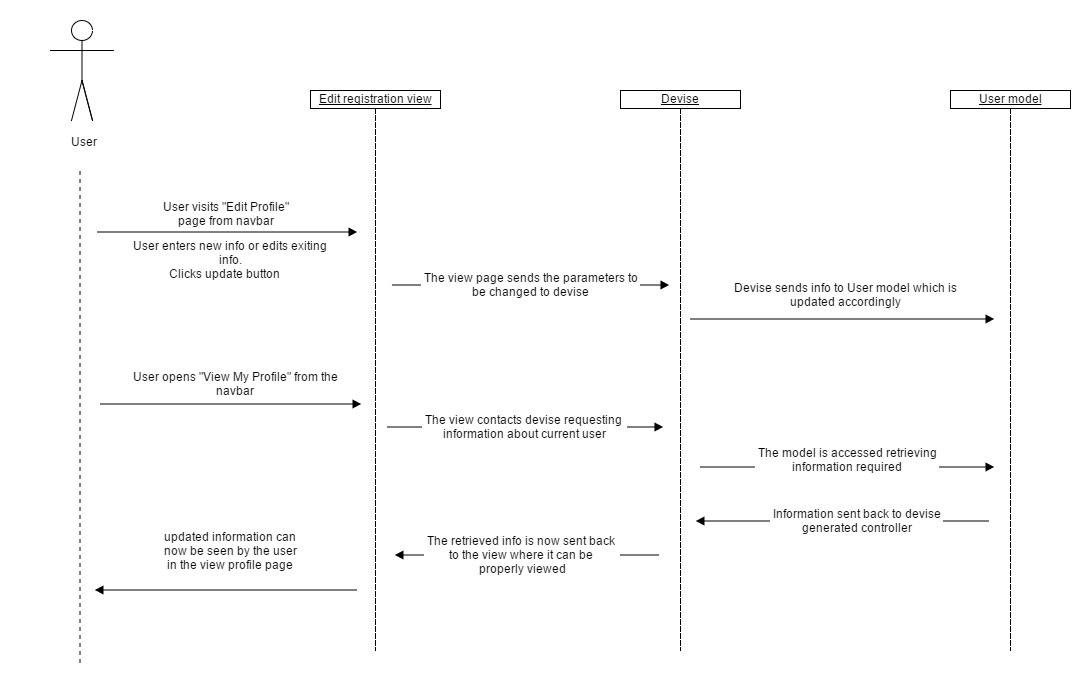 User
Edit registration view
Devise
User model
User visits "Edit Profile"
page from navbar
User enters new info or edits exiting
info.
Clicks update button
The view page sends the parameters to
be changed to devise
Devise sends info to User model which is
updated accordingly
User opens "View My Profile" from the
navbar
The view contacts devise requesting
information about current user
The model is accessed retrieving
information required
Information sent back to devise
generated controller
The retrieved info is now sent back
to the view where it can be
properly viewed
updated information can
now be seen by the user
in the view profile page